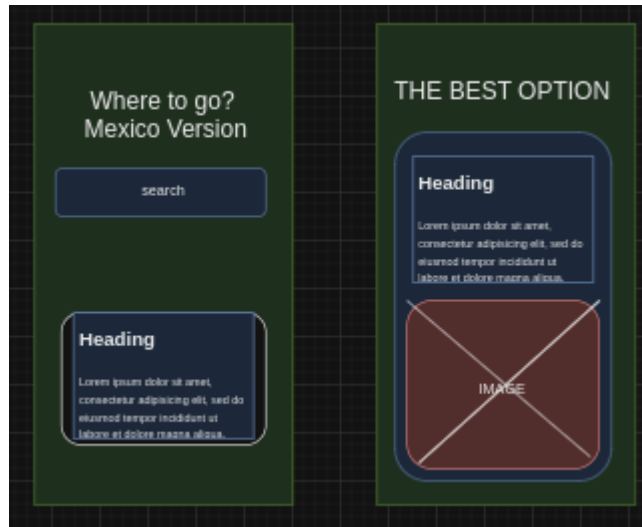 Where to go?
Mexico Version
search
Heading
Lorem ipsum dolor sit amet,
consectetur adipisicing elit, sed do
eiusmod tempor incididunt ut
labore et dolore magna aliqua.
THE BEST OPTION
Heading
Lorem ipsum dolor sit amet,
consectetur adipisicing elit, sed do
eiusmod tempor incididunt ut
labore et dolore magna aliqua.
IMAGE